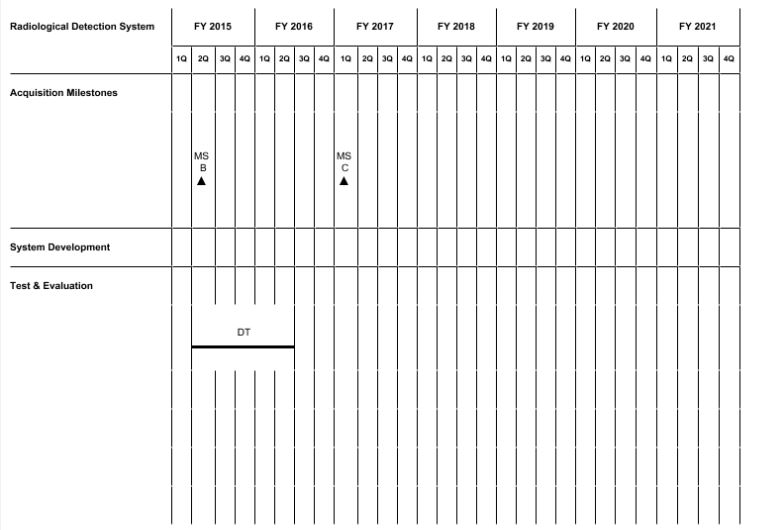 Radiological Detection System FY 2015 FY 2016 FY 2017 FY 2018 FY 2019 FY 2020 FY 2021
1Q 2Q 3Q 4Q 1Q 2Q 3Q 4Q 1Q 2Q 3Q 4Q 1Q 2Q 3Q 4Q 1Q 2Q 3Q 4Q 1Q 2Q 3Q 4Q 1Q 2Q 3Q 4Q
Acquisition Milestones
MS MS
B C
System Development
Test & Evaluation
DT